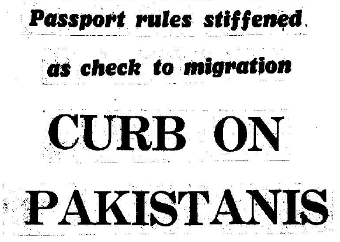 Passport rules stiffened
as check to migration
CURB ON
PAKISTANIS